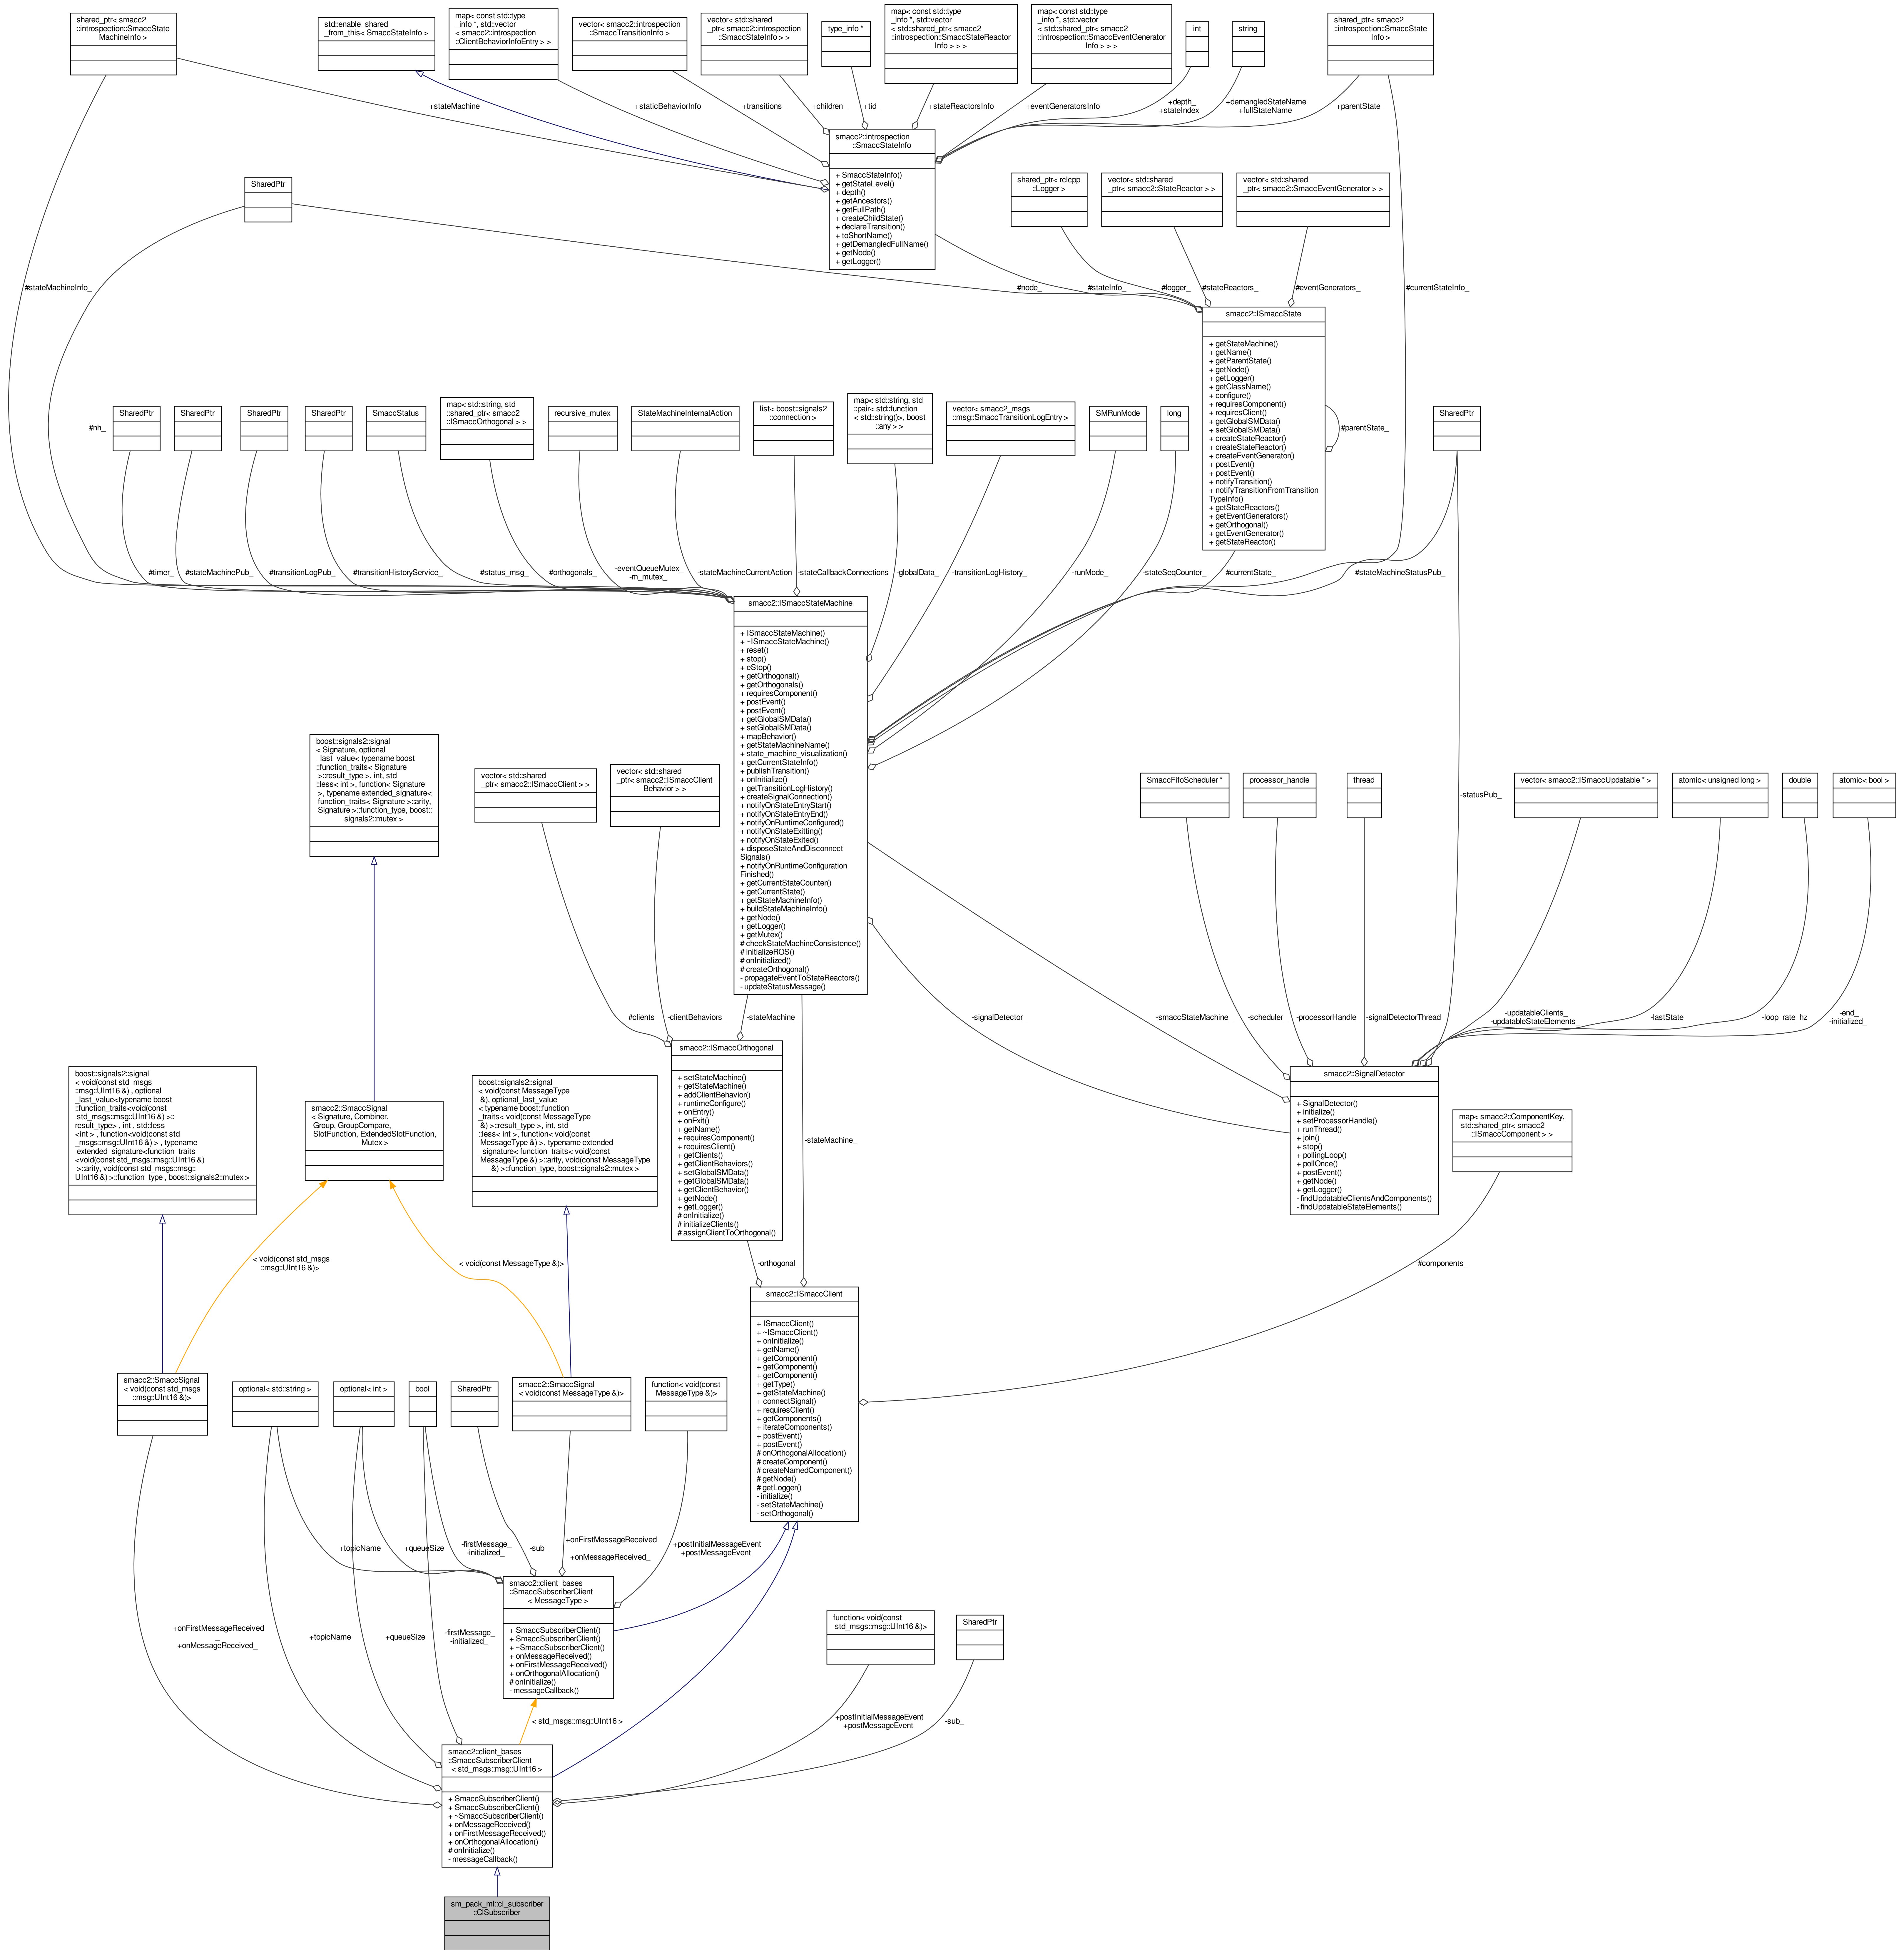 shared_ptr< smacc2
::introspection::SmaccState
MachineInfo >
std::enable_shared
_from_this< SmaccStateInfo >
map< const std::type
_info *, std::vector
< smacc2::introspection
::ClientBehaviorInfoEntry > >
vector< smacc2::introspection
::SmaccTransitionInfo >
vector< std::shared
_ptr< smacc2::introspection
::SmaccStateInfo > >
type_info *
map< const std::type
_info *, std::vector
< std::shared_ptr< smacc2
::introspection::SmaccStateReactor
Info > > >
map< const std::type
_info *, std::vector
< std::shared_ptr< smacc2
::introspection::SmaccEventGenerator
Info > > >
int
string
shared_ptr< smacc2
::introspection::SmaccState
Info >
+stateMachine_
+staticBehaviorInfo
+transitions_
+children_
+tid_
+stateReactorsInfo
+eventGeneratorsInfo
+depth_
+stateIndex_
+demangledStateName
+fullStateName
+parentState_
smacc2::introspection
::SmaccStateInfo
+ SmaccStateInfo()
+ getStateLevel()
+ depth()
+ getAncestors()
+ getFullPath()
+ createChildState()
+ declareTransition()
+ toShortName()
+ getDemangledFullName()
+ getNode()
+ getLogger()
SharedPtr
shared_ptr< rclcpp
::Logger >
vector< std::shared
_ptr< smacc2::StateReactor > >
vector< std::shared
_ptr< smacc2::SmaccEventGenerator > >
#stateMachineInfo_
#node_
#stateInfo_
#logger_
#stateReactors_
#eventGenerators_
#currentStateInfo_
smacc2::ISmaccState
+ getStateMachine()
+ getName()
+ getParentState()
+ getNode()
+ getLogger()
+ getClassName()
+ configure()
+ requiresComponent()
+ requiresClient()
+ getGlobalSMData()
+ setGlobalSMData()
+ createStateReactor()
+ createStateReactor()
+ createEventGenerator()
+ postEvent()
+ postEvent()
+ notifyTransition()
+ notifyTransitionFromTransition
TypeInfo()
+ getStateReactors()
+ getEventGenerators()
+ getOrthogonal()
+ getEventGenerator()
+ getStateReactor()
#parentState_
#nh_
SharedPtr
SharedPtr
SharedPtr
SharedPtr
SmaccStatus
map< std::string, std
::shared_ptr< smacc2
::ISmaccOrthogonal > >
recursive_mutex
StateMachineInternalAction
list< boost::signals2
::connection >
map< std::string, std
::pair< std::function
< std::string()>, boost
::any > >
vector< smacc2_msgs
::msg::SmaccTransitionLogEntry >
SMRunMode
long
SharedPtr
#timer_
#stateMachinePub_
#transitionLogPub_
#transitionHistoryService_
#status_msg_
#orthogonals_
-eventQueueMutex_
-m_mutex_
-stateMachineCurrentAction
-stateCallbackConnections
-globalData_
-transitionLogHistory_
-runMode_
-stateSeqCounter_
#currentState_
#stateMachineStatusPub_
smacc2::ISmaccStateMachine
+ ISmaccStateMachine()
+ ~ISmaccStateMachine()
+ reset()
+ stop()
+ eStop()
+ getOrthogonal()
+ getOrthogonals()
+ requiresComponent()
+ postEvent()
+ postEvent()
+ getGlobalSMData()
+ setGlobalSMData()
+ mapBehavior()
+ getStateMachineName()
+ state_machine_visualization()
+ getCurrentStateInfo()
+ publishTransition()
+ onInitialize()
+ getTransitionLogHistory()
+ createSignalConnection()
+ notifyOnStateEntryStart()
+ notifyOnStateEntryEnd()
+ notifyOnRuntimeConfigured()
+ notifyOnStateExitting()
+ notifyOnStateExited()
+ disposeStateAndDisconnect
Signals()
+ notifyOnRuntimeConfiguration
Finished()
+ getCurrentStateCounter()
+ getCurrentState()
+ getStateMachineInfo()
+ buildStateMachineInfo()
+ getNode()
+ getLogger()
+ getMutex()
# checkStateMachineConsistence()
# initializeROS()
# onInitialized()
# createOrthogonal()
- propagateEventToStateReactors()
- updateStatusMessage()
boost::signals2::signal
< Signature, optional
_last_value< typename boost
::function_traits< Signature
>::result_type >, int, std
::less< int >, function< Signature
>, typename extended_signature<
function_traits< Signature >::arity,
Signature >::function_type, boost::
signals2::mutex >
vector< std::shared
_ptr< smacc2::ISmaccClient > >
vector< std::shared
_ptr< smacc2::ISmaccClient
Behavior > >
SmaccFifoScheduler *
processor_handle
thread
vector< smacc2::ISmaccUpdatable * >
atomic< unsigned long >
double
atomic< bool >
-statusPub_
#clients_
-clientBehaviors_
-stateMachine_
-signalDetector_
-smaccStateMachine_
-scheduler_
-processorHandle_
-signalDetectorThread_
-updatableClients_
-updatableStateElements_
-lastState_
-loop_rate_hz
-end_
-initialized_
smacc2::ISmaccOrthogonal
+ setStateMachine()
+ getStateMachine()
+ addClientBehavior()
+ runtimeConfigure()
+ onEntry()
+ onExit()
+ getName()
+ requiresComponent()
+ requiresClient()
+ getClients()
+ getClientBehaviors()
+ setGlobalSMData()
+ getGlobalSMData()
+ getClientBehavior()
+ getNode()
+ getLogger()
# onInitialize()
# initializeClients()
# assignClientToOrthogonal()
smacc2::SignalDetector
+ SignalDetector()
+ initialize()
+ setProcessorHandle()
+ runThread()
+ join()
+ stop()
+ pollingLoop()
+ pollOnce()
+ postEvent()
+ getNode()
+ getLogger()
- findUpdatableClientsAndComponents()
- findUpdatableStateElements()
map< smacc2::ComponentKey,
std::shared_ptr< smacc2
::ISmaccComponent > >
boost::signals2::signal
< void(const std_msgs
::msg::UInt16 &) , optional
_last_value<typename boost
::function_traits<void(const
std_msgs::msg::UInt16 &) >::
result_type> , int , std::less
<int > , function<void(const std
_msgs::msg::UInt16 &) > , typename
extended_signature<function_traits
<void(const std_msgs::msg::UInt16 &)
>::arity, void(const std_msgs::msg::
UInt16 &) >::function_type , boost::signals2::mutex >
smacc2::SmaccSignal
< Signature, Combiner,
Group, GroupCompare,
SlotFunction, ExtendedSlotFunction,
Mutex >
boost::signals2::signal
< void(const MessageType
&), optional_last_value
< typename boost::function
_traits< void(const MessageType
&) >::result_type >, int, std
::less< int >, function< void(const
MessageType &) >, typename extended
_signature< function_traits< void(const
MessageType &) >::arity, void(const MessageType
&) >::function_type, boost::signals2::mutex >
-stateMachine_
< void(const std_msgs
::msg::UInt16 &)>
< void(const MessageType &)>
-orthogonal_
#components_
smacc2::ISmaccClient
+ ISmaccClient()
+ ~ISmaccClient()
+ onInitialize()
+ getName()
+ getComponent()
+ getComponent()
+ getComponent()
+ getType()
+ getStateMachine()
+ connectSignal()
+ requiresClient()
+ getComponents()
+ iterateComponents()
+ postEvent()
+ postEvent()
# onOrthogonalAllocation()
# createComponent()
# createNamedComponent()
# getNode()
# getLogger()
- initialize()
- setStateMachine()
- setOrthogonal()
smacc2::SmaccSignal
< void(const std_msgs
::msg::UInt16 &)>
optional< std::string >
optional< int >
bool
SharedPtr
smacc2::SmaccSignal
< void(const MessageType &)>
function< void(const
MessageType &)>
+topicName
+queueSize
-firstMessage_
-initialized_
-sub_
+onFirstMessageReceived
_
+onMessageReceived_
+postInitialMessageEvent
+postMessageEvent
smacc2::client_bases
::SmaccSubscriberClient
< MessageType >
+ SmaccSubscriberClient()
+ SmaccSubscriberClient()
+ ~SmaccSubscriberClient()
+ onMessageReceived()
+ onFirstMessageReceived()
+ onOrthogonalAllocation()
# onInitialize()
- messageCallback()
function< void(const
std_msgs::msg::UInt16 &)>
SharedPtr
+onFirstMessageReceived
_
+onMessageReceived_
+topicName
+queueSize
-firstMessage_
-initialized_
< std_msgs::msg::UInt16 >
+postInitialMessageEvent
+postMessageEvent
-sub_
smacc2::client_bases
::SmaccSubscriberClient
< std_msgs::msg::UInt16 >
+ SmaccSubscriberClient()
+ SmaccSubscriberClient()
+ ~SmaccSubscriberClient()
+ onMessageReceived()
+ onFirstMessageReceived()
+ onOrthogonalAllocation()
# onInitialize()
- messageCallback()
sm_pack_ml::cl_subscriber
::ClSubscriber